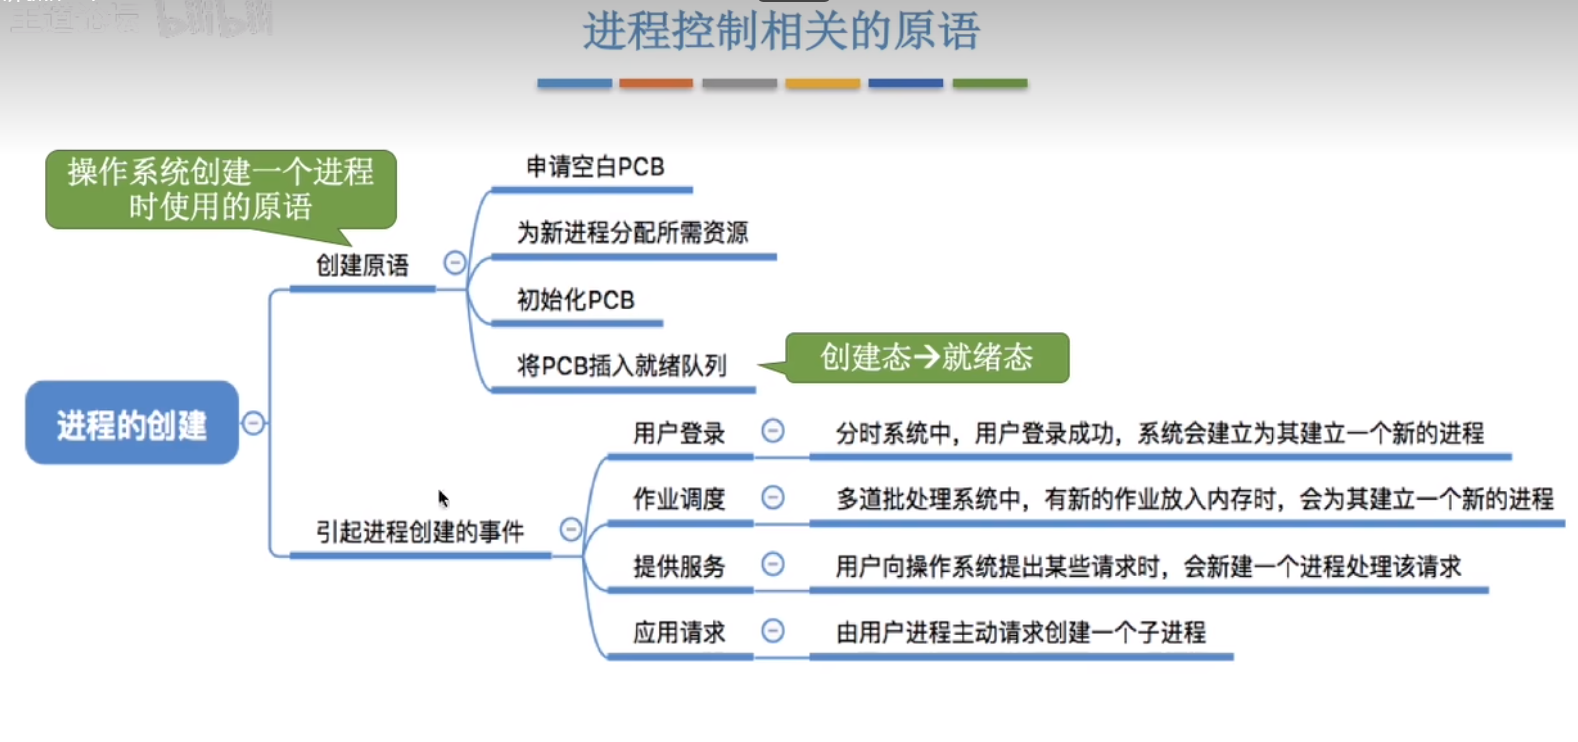 进程控制相关的原语
操作系统创建一个进程
时使用的原语
创建原语
申请空白PCB
为新进程分配所需资源
初始化PCB
将PCB插入就绪队列
创建态→就绪态
进程的创建
引起进程创建的事件
用户登录
分时系统中，用户登录成功，系统会建立为其建立一个新的进程
作业调度
多道批处理系统中，有新的作业放入内存时，会为其建立一个新的进程
提供服务
用户向操作系统提出某些请求时，会新建一个进程处理该请求
应用请求
由用户进程主动请求创建一个子进程